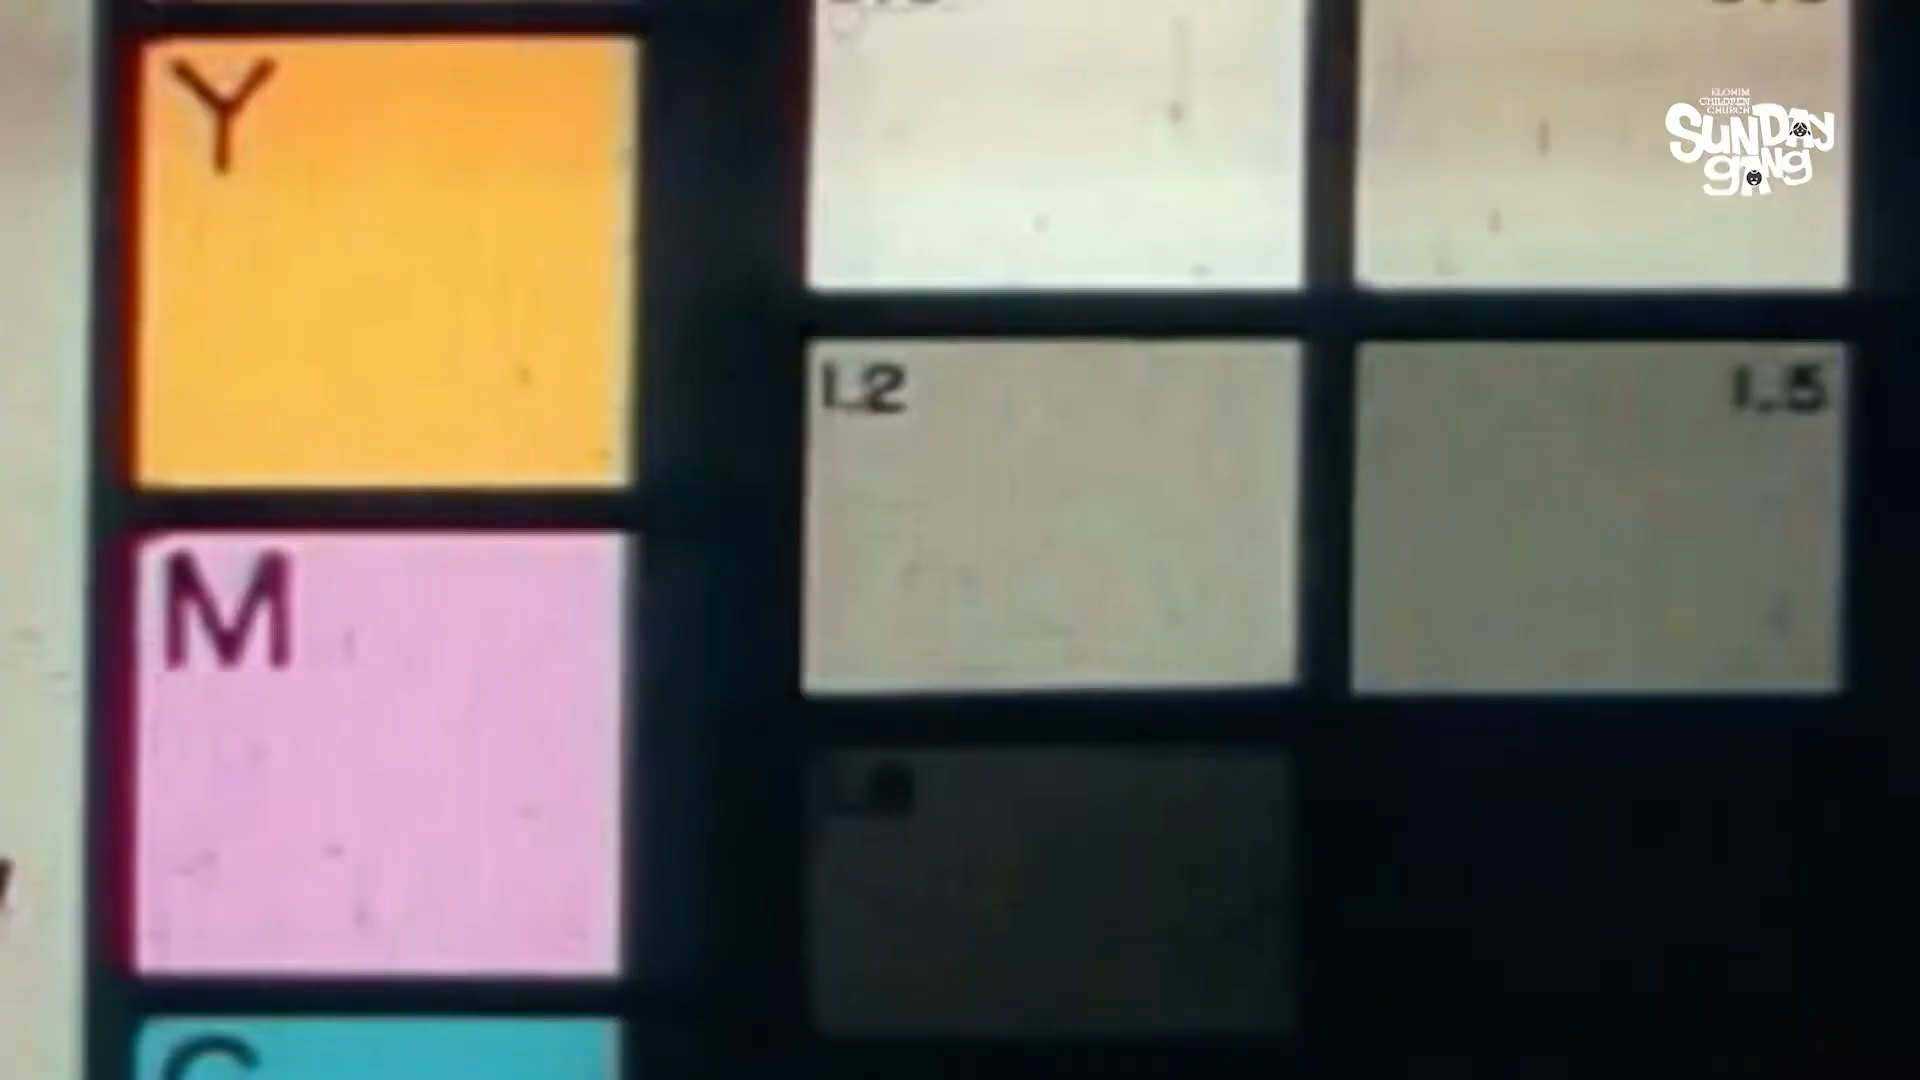 Y
ELOHIM
CHILDREN
CHURCH
SUNDAY
gANg
1.2
1.5
M
C